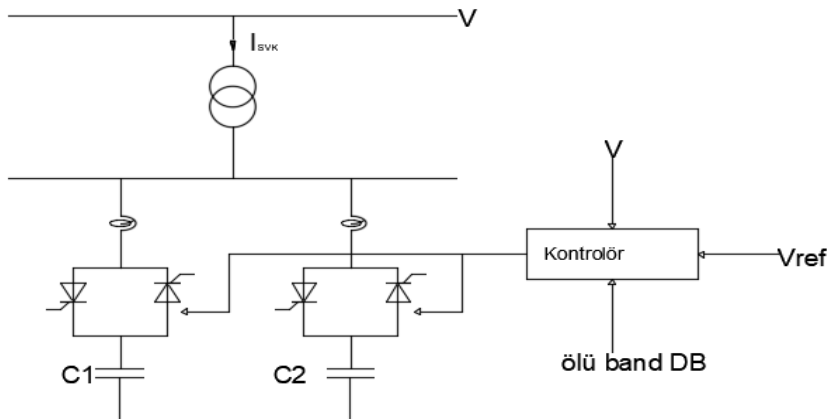 V
Isvk
V
Kontrolör
Vref
ölü band DB
C1
C2